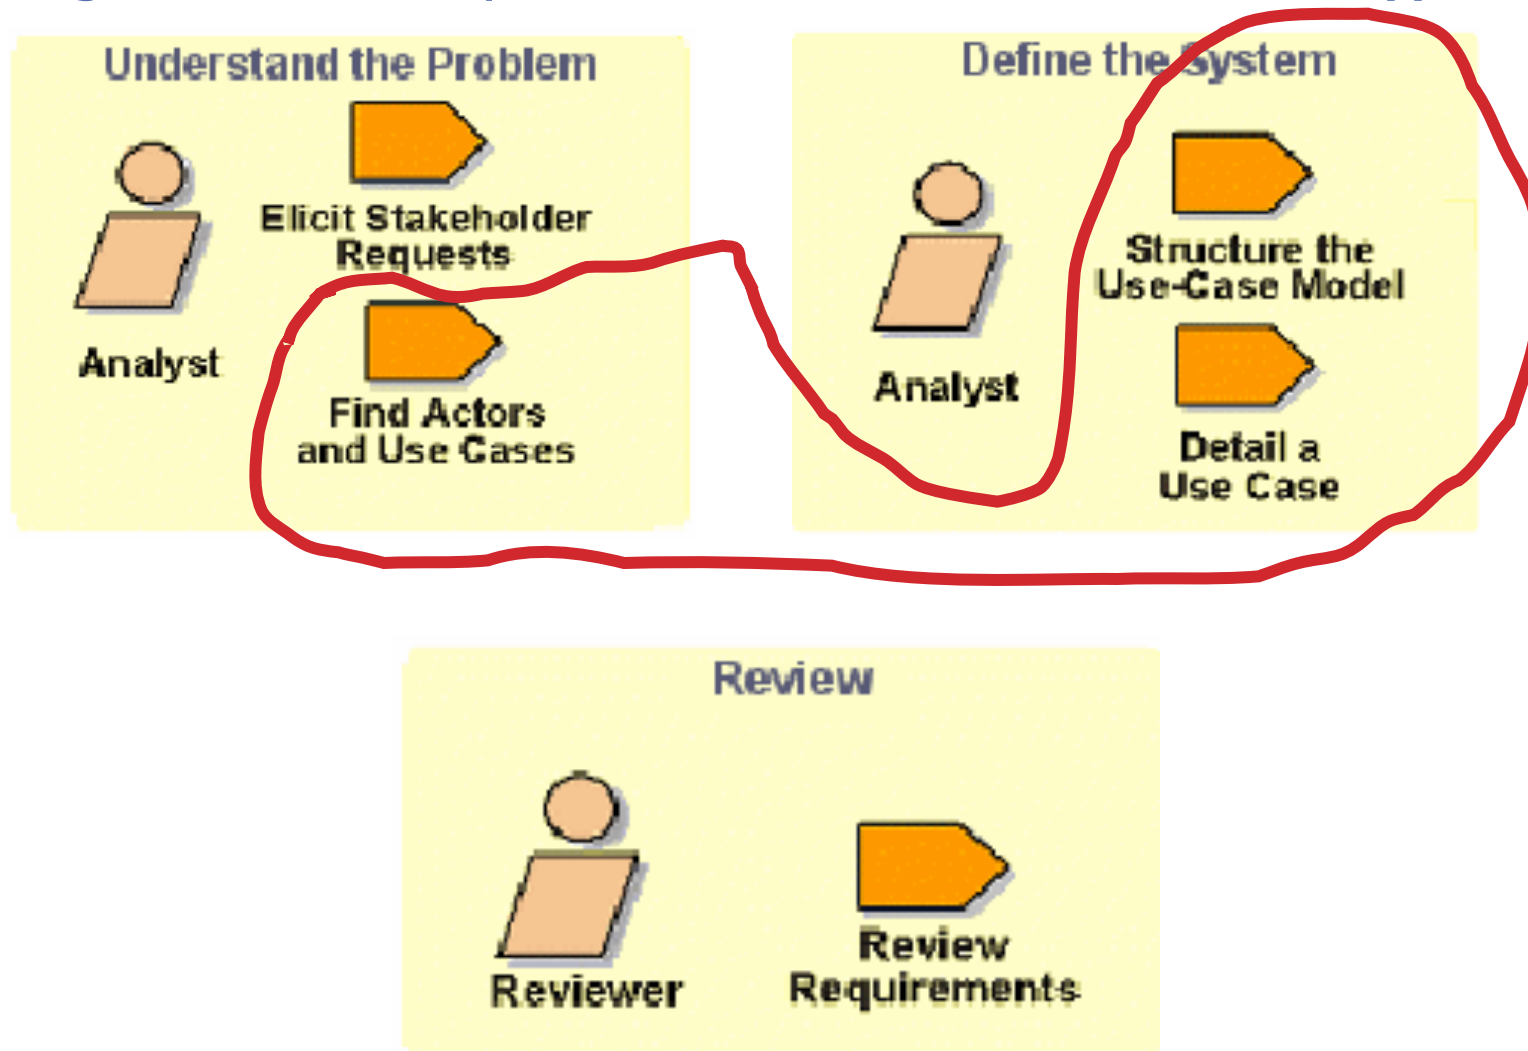 Understand the Problem
Elicit Stakeholder
Requests
Analyst
Find Actors
and Use Cases
Define the System
Structure the
Use-Case Model
Analyst
Detail a
Use Case
Review
Reviewer
Review
Requirements